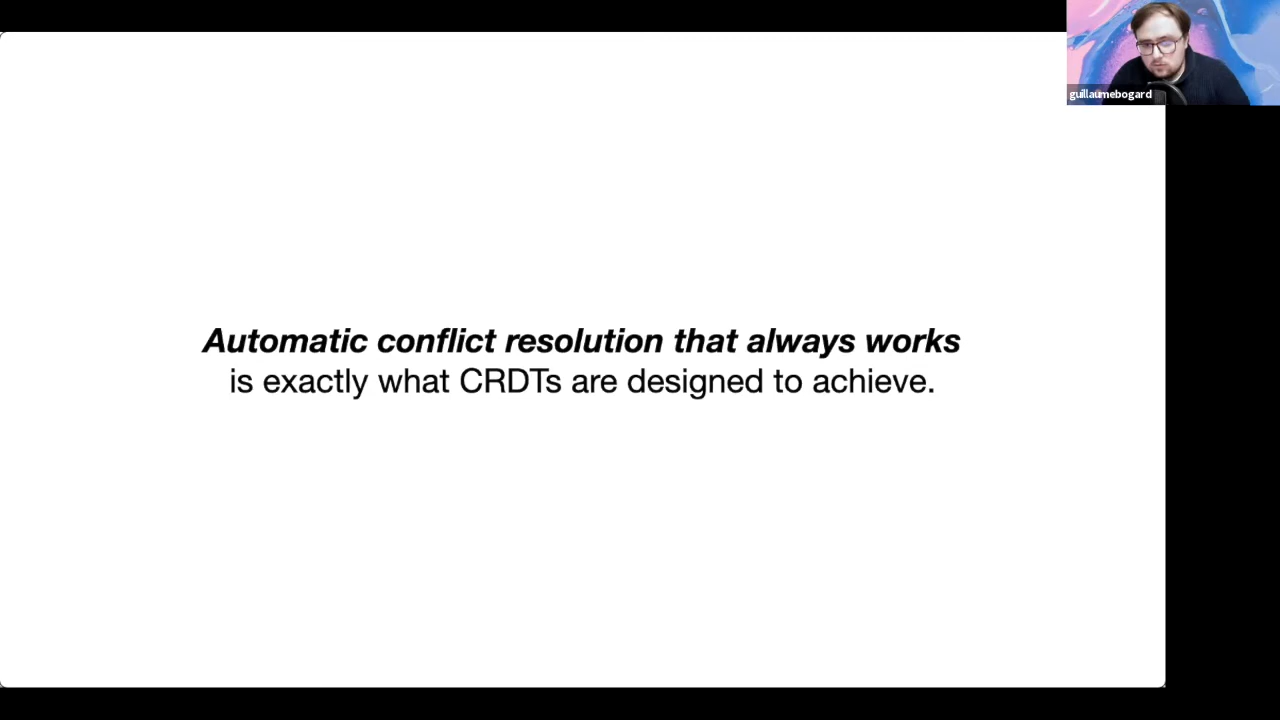 guillaumebogard
Automatic conflict resolution that always works
is exactly what CRDTs are designed to achieve.